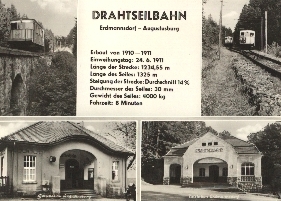 DRAHTSEILBAHN
Erdmannsdorf – Augustusburg
Erbaut von 1910–1911
Einweihungstag: 24. 6. 1911
Länge der Strecke: 1234,55 m
Länge des Seiles: 1325 m
Steigung der Strecke: Durchschnitt 14%
Durchmesser des Seiles: 30 mm
Gewicht des Seiles: 4000 kg
Fahrzeit: 8 Minuten